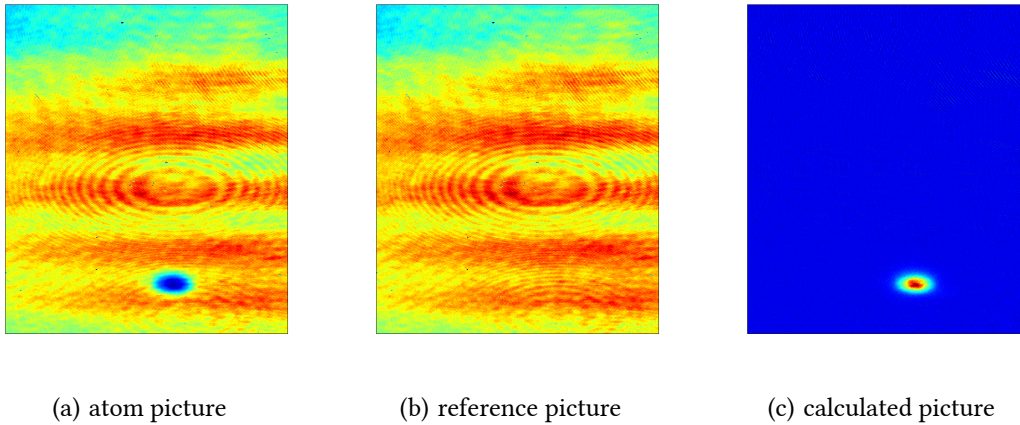 (a) atom picture
(b) reference picture
(c) calculated picture